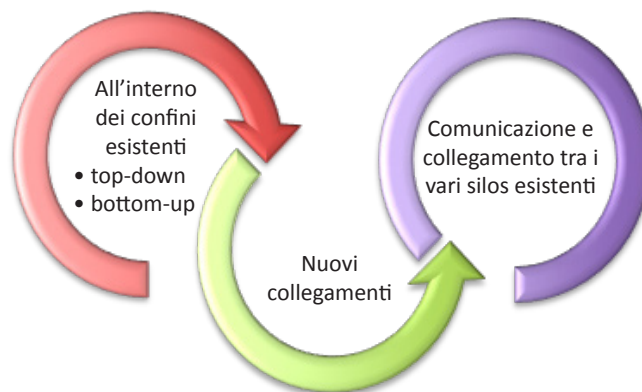 All’interno
dei confini
esistenti
• top-down
• bottom-up
Nuovi
collegamenti
Comunicazione e
collegamento tra i
vari silos esistenti